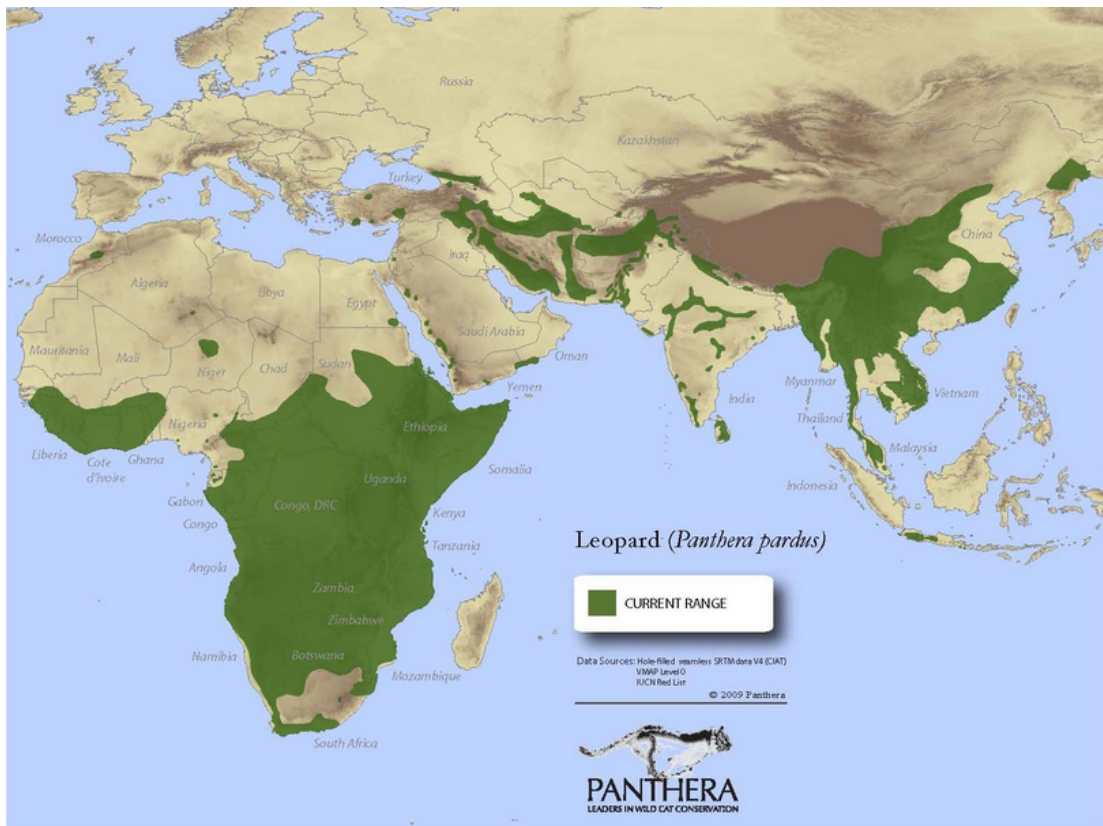 Russia
Kazakhstan
Turkey
Morocco
Iraq
China
Algeria
Libya
Egypt
Saudi Arabia
Mauritania
Mali
Niger
Chad
Sudan
Oman
Yemen
India
Myanmar
Vietnam
Thailand
Nigeria
Ethiopia
Liberia
Cote
d'Ivoire
Ghana
Malaysia
Somalia
Uganda
Indonesia
Gabon
Congo, DRC
Congo
Kenya
Tanzania
Angola
Zambia
Zimbabwe
Namibia
Botswana
Mozambique
South Africa
Leopard (Panthera pardus)
CURRENT RANGE
Data Sources: Hole-filled seamless SRTM data V4 (CIAT)
VMAP Level 0
IUCN Red List
© 2009 Panthera
PANTHERA
LEADERS IN WILD CAT CONSERVATION